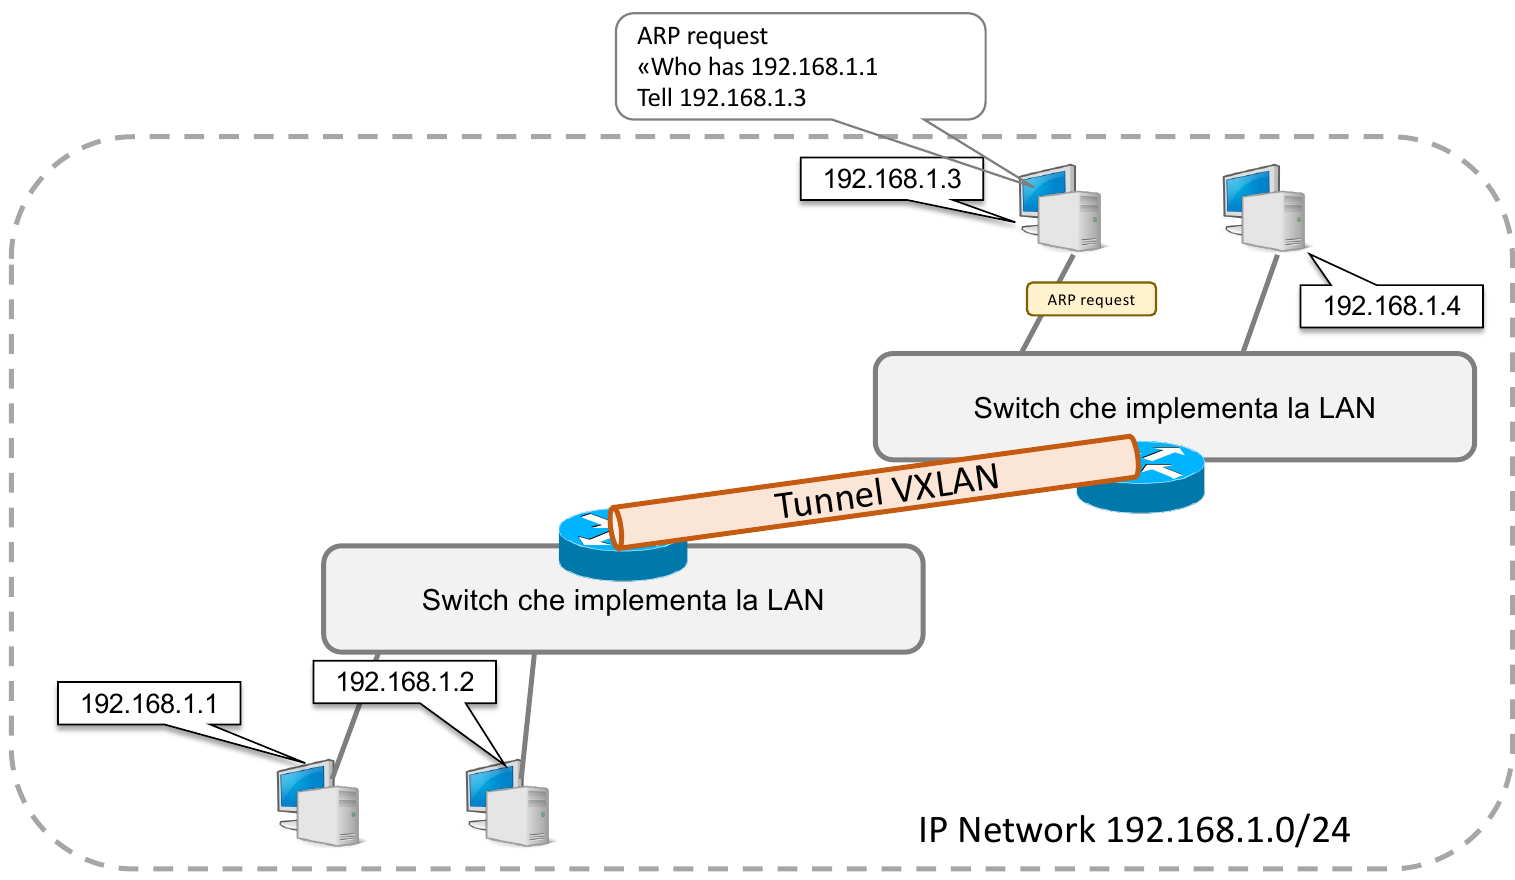 ARP request
«Who has 192.168.1.1
Tell 192.168.1.3
192.168.1.3
ARP request
192.168.1.4
Switch che implementa la LAN
Tunnel VXLAN
Switch che implementa la LAN
192.168.1.1
192.168.1.2
IP Network 192.168.1.0/24